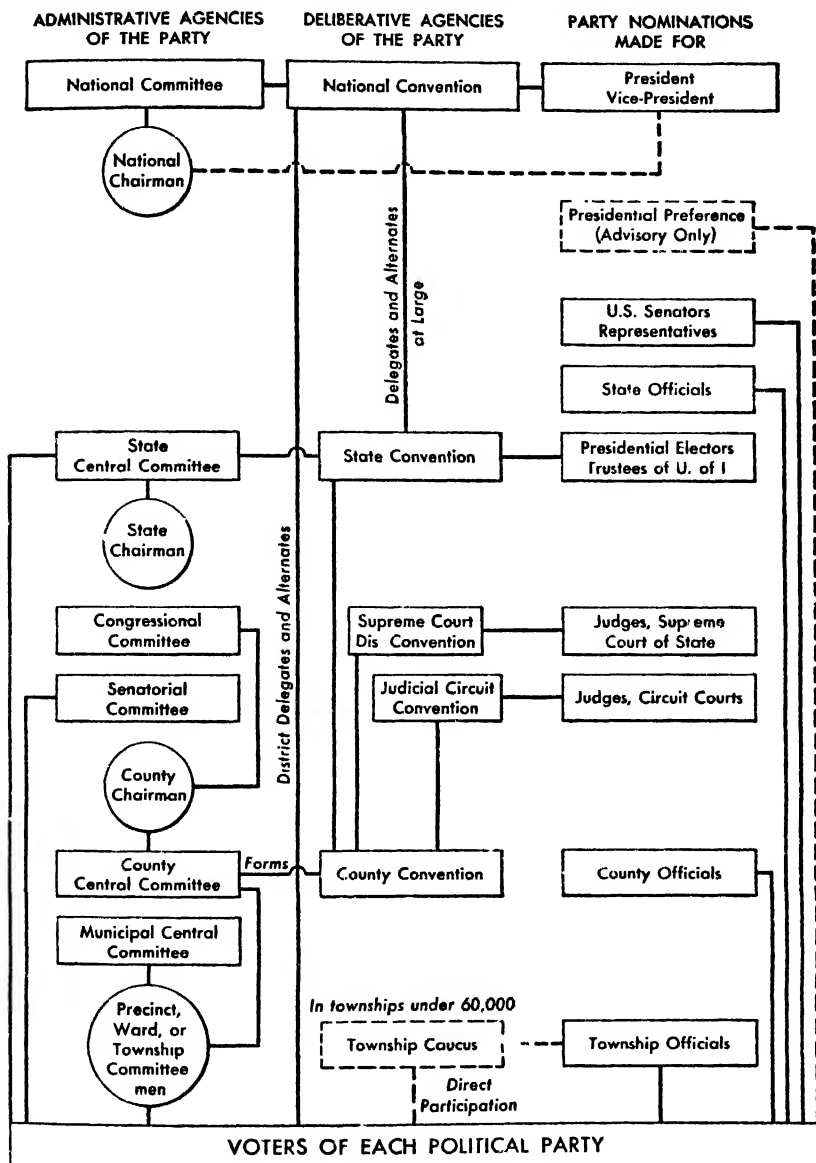 ADMINISTRATIVE AGENCIES
OF THE PARTY
DELIBERATIVE AGENCIES
OF THE PARTY
PARTY NOMINATIONS
MADE FOR
National Committee
National Convention
President
Vice-President
National
Chairman
Presidential Preference
(Advisory Only)
Delegates and Alternates
at Large
U.S. Senators
Representatives
State Officials
State
Central Committee
State Convention
Presidential Electors
Trustees of U. of I
State
Chairman
District Delegates and Alternates
Congressional
Committee
Supreme Court
Dis Convention
Judges, Supreme
Court of State
Senatorial
Committee
Judicial Circuit
Convention
Judges, Circuit Courts
County
Chairman
County
Central Committee
Forms
County Convention
County Officials
Municipal Central
Committee
Precinct,
Ward, or
Township
Committee
men
In townships under 60,000
Township Caucus
Township Officials
Direct
Participation
VOTERS OF EACH POLITICAL PARTY